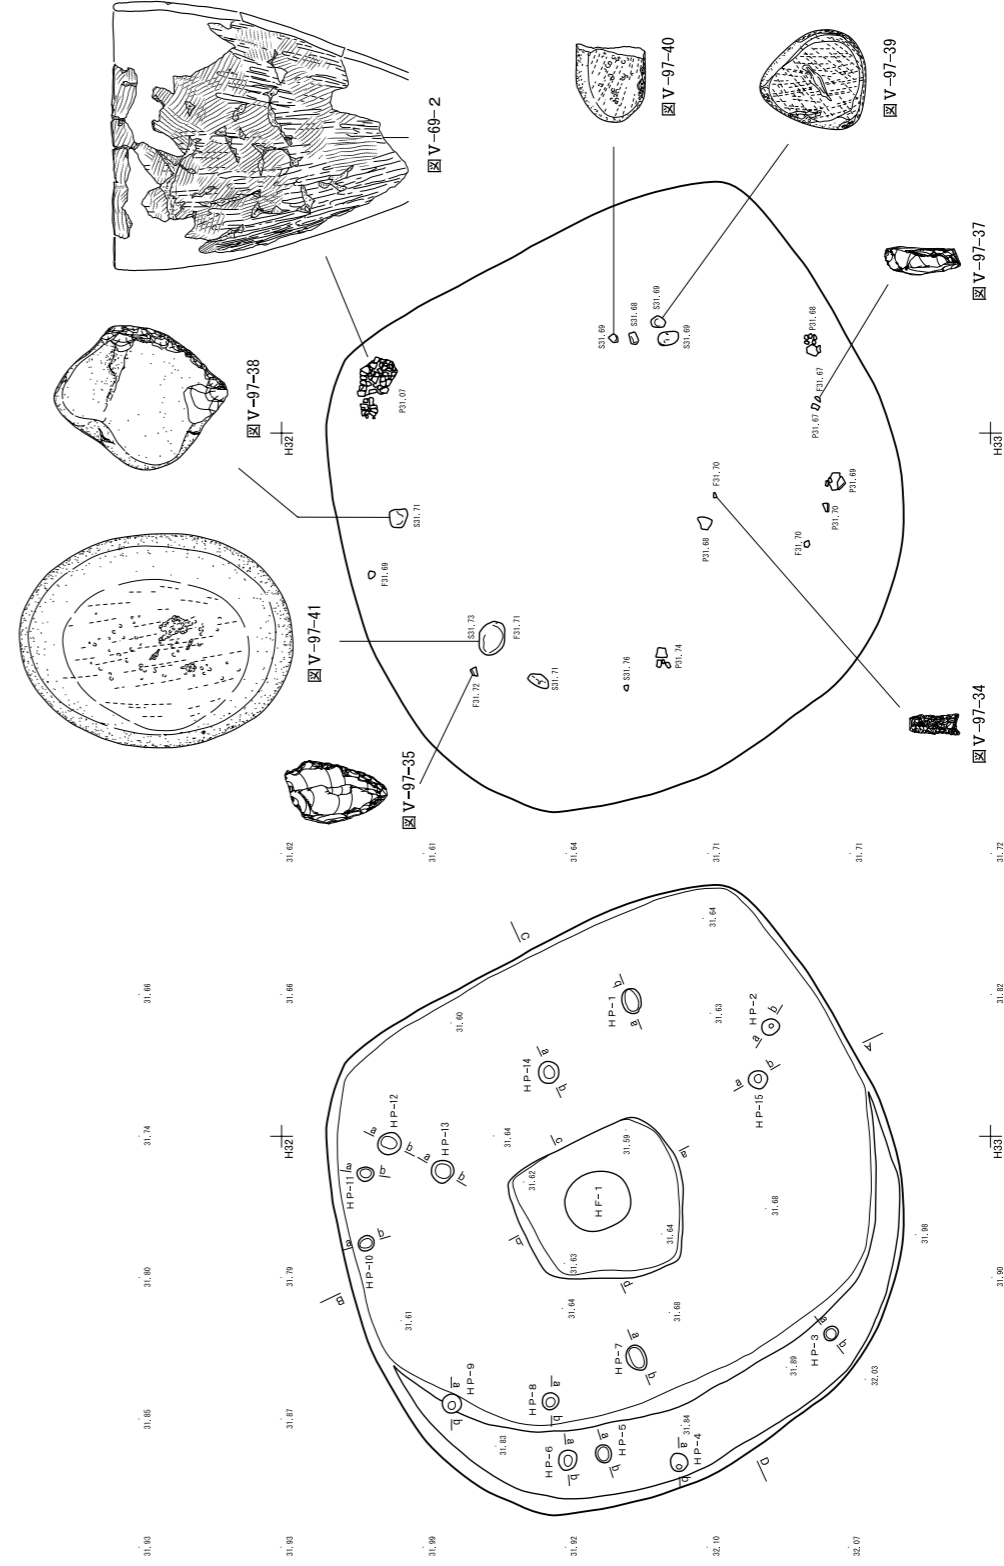 図Ⅴ-69-2
図Ⅴ-97-40
図Ⅴ-97-39
図Ⅴ-97-38
図Ⅴ-97-37
図Ⅴ-97-41
図Ⅴ-97-35
図Ⅴ-97-34
H32
H33
P31.07
S31.71
F31.69
S31.73
F31.71
F31.72
S31.71
S31.76
P31.74
S31.69
S31.68
S31.69
S31.69
P31.68
F31.67
P31.67
F31.70
P31.68
P31.69
P31.70
F31.70
31.62
31.61
31.64
31.71
31.71
31.72
31.66
31.66
31.82
31.74
H32
H33
31.80
31.79
31.90
31.85
31.87
31.93
31.93
31.99
31.92
32.10
32.07
C
A
B
D
31.64
31.60
31.63
31.64
31.62
31.59
31.68
31.64
31.63
31.64
31.68
31.61
31.98
31.89
32.03
31.84
31.83
HF-1
c
a
b
d
HP-1
a
b
HP-2
a
b
HP-15
a
b
HP-14
a
b
HP-12
a
b
HP-13
a
b
HP-11
a
b
HP-10
a
b
HP-9
a
b
HP-8
a
b
HP-7
a
b
HP-6
a
b
HP-5
a
b
HP-4
a
b
HP-3
a
b